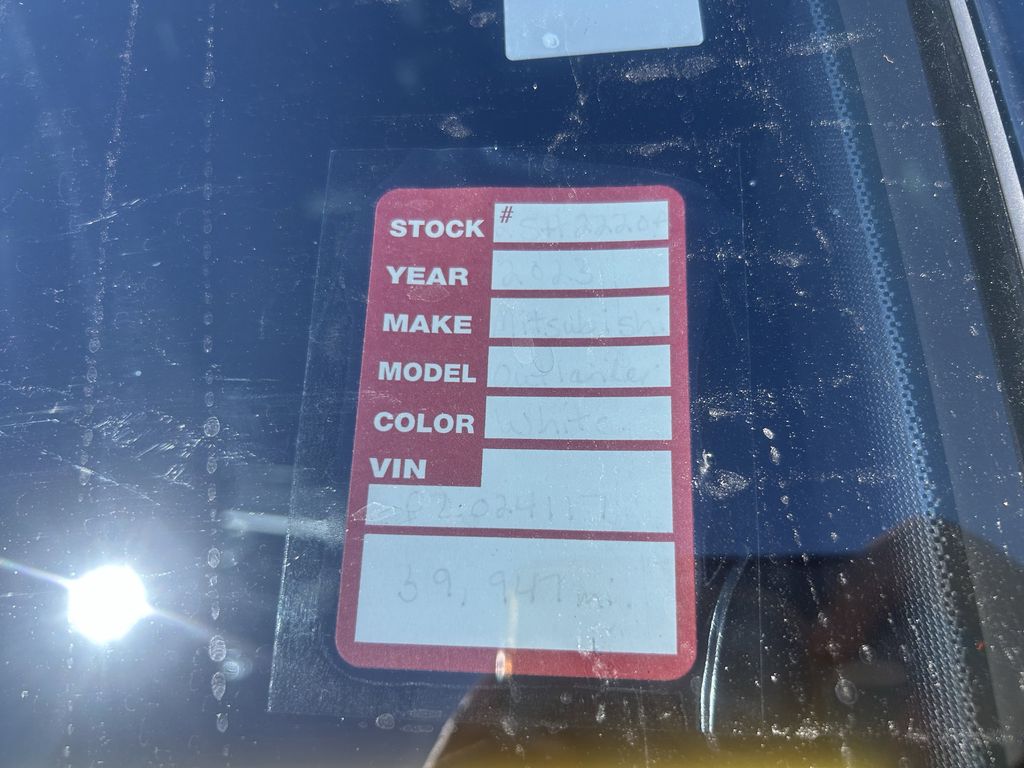 STOCK #
YEAR 2023
MAKE Mitsubishi
MODEL Outlander
COLOR White
VIN
39,947 mi.